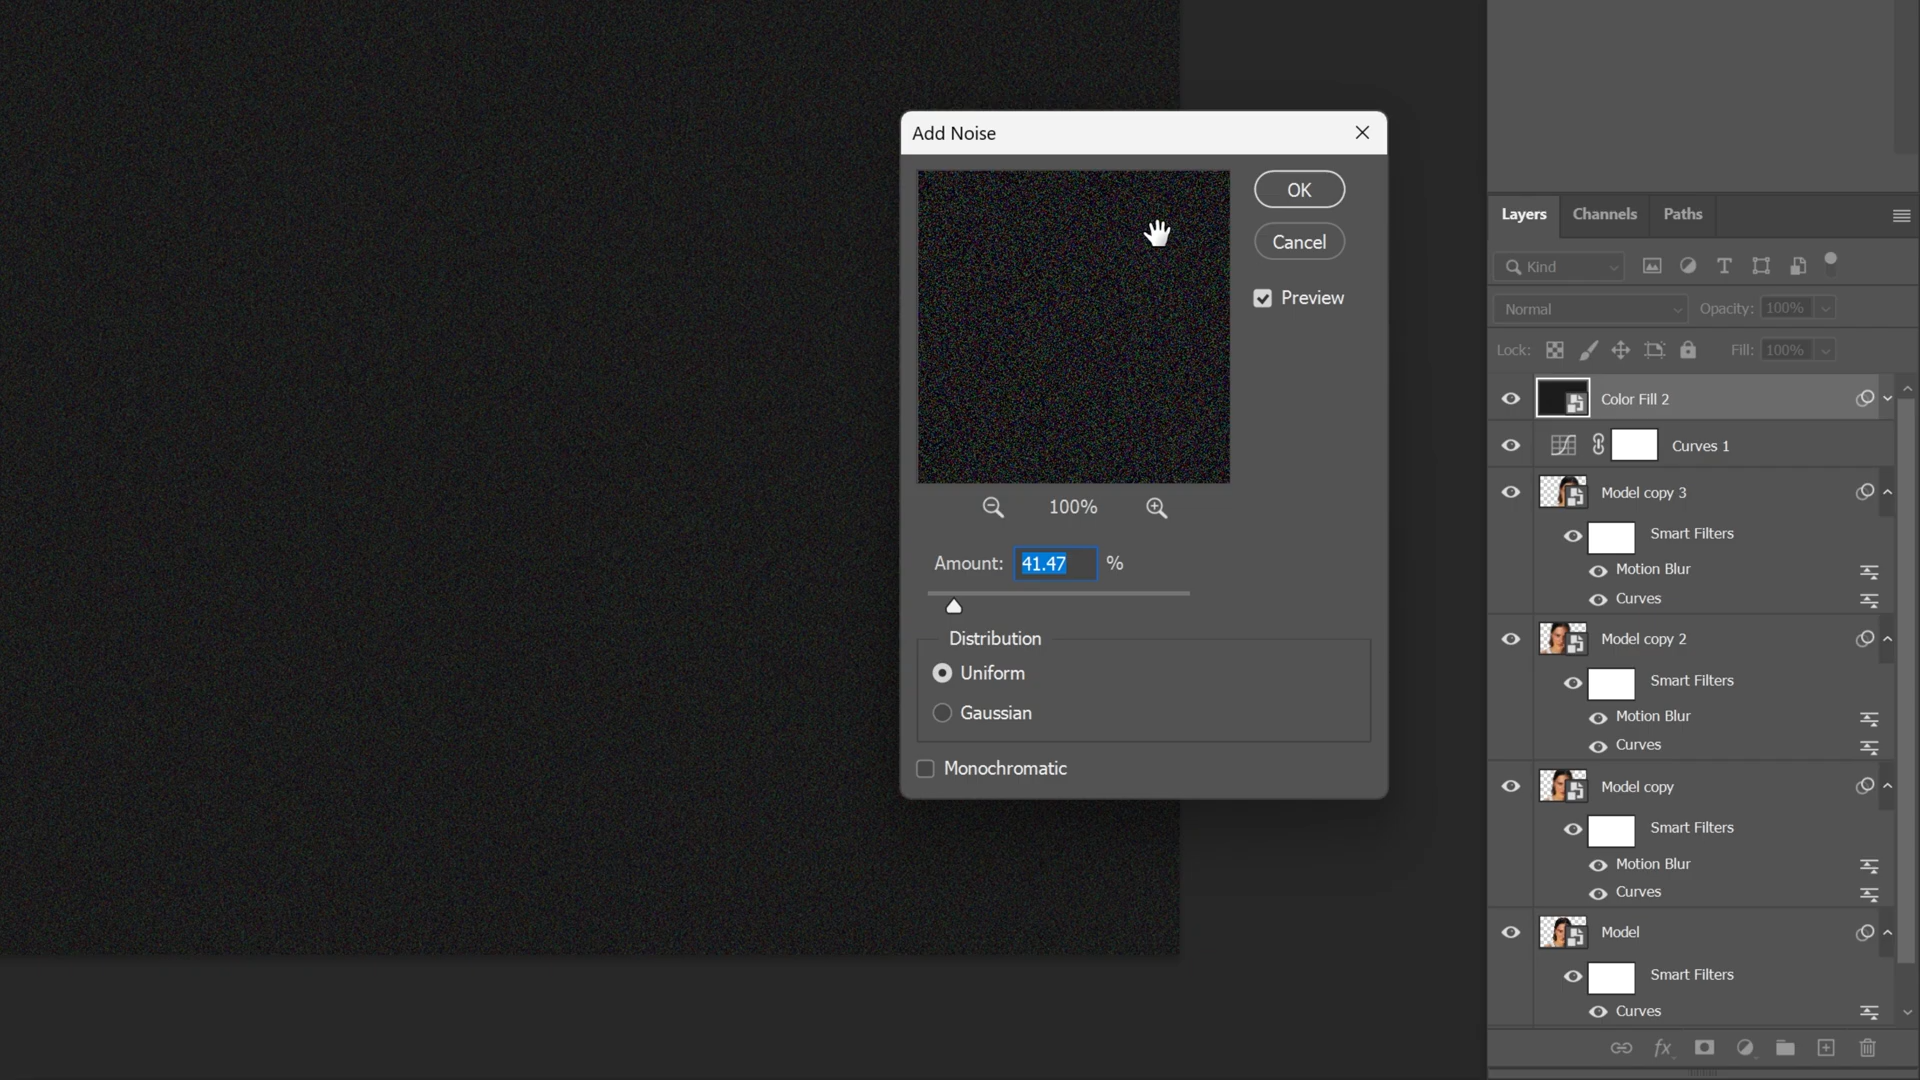 Add Noise
OK
Cancel
Preview
100%
Amount: 41.47 %
Distribution
Uniform
Gaussian
Monochromatic
Layers Channels Paths
Kind
Normal Opacity: 100%
Lock: Fill: 100%
Color Fill 2
Curves 1
Model copy 3
Smart Filters
Motion Blur
Curves
Model copy 2
Smart Filters
Motion Blur
Curves
Model copy
Smart Filters
Motion Blur
Curves
Model
Smart Filters
Curves
fx